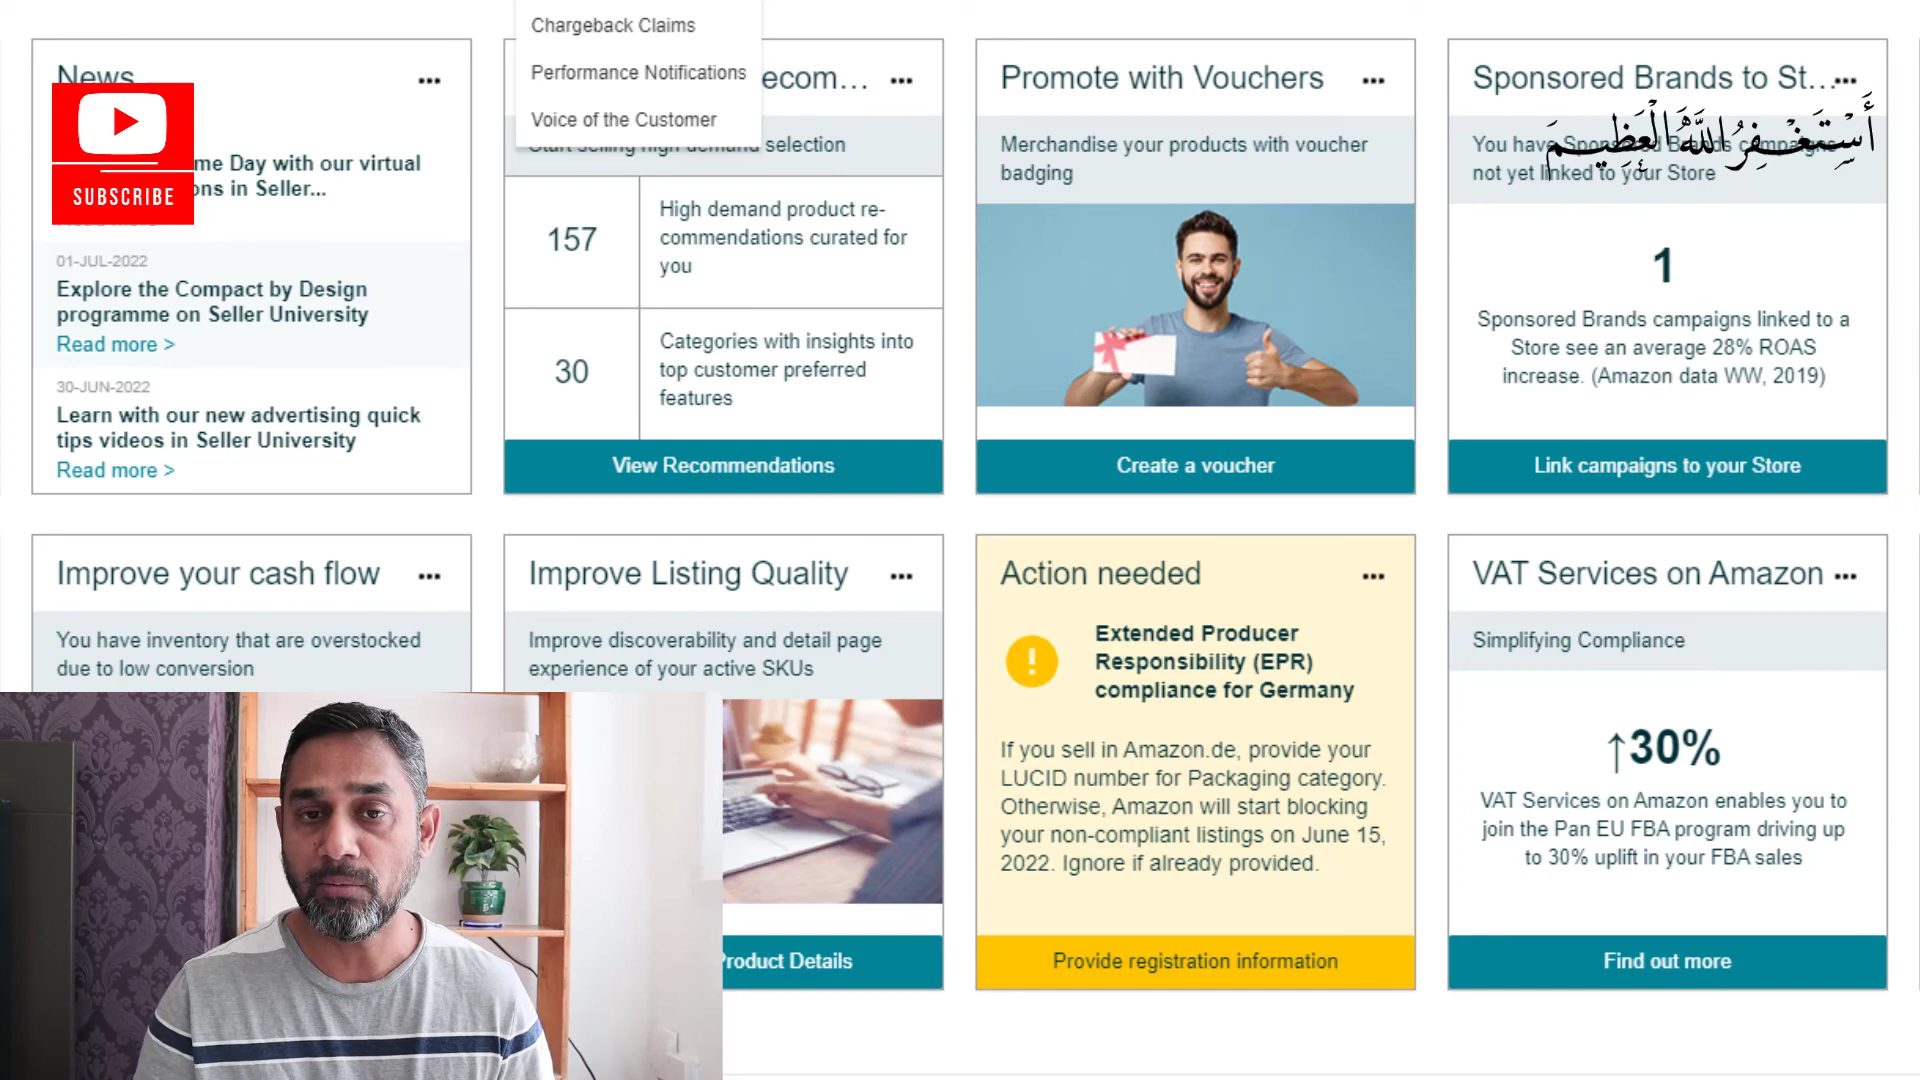 Chargeback Claims
Performance Notifications
Voice of the Customer
News
me Day with our virtual
ons in Seller...
SUBSCRIBE
01-JUL-2022
Explore the Compact by Design
programme on Seller University
Read more >
30-JUN-2022
Learn with our new advertising quick
tips videos in Seller University
Read more >
ecom...
Start selling high demand selection
157
High demand product re-
commendations curated for
you
30
Categories with insights into
top customer preferred
features
View Recommendations
Promote with Vouchers
Merchandise your products with voucher
badging
Create a voucher
Sponsored Brands to St...
أَسْتَغْفِرُ اللَّهَ الْعَظِيمَ
You have Sponsored Brands campaigns
not yet linked to your Store
1
Sponsored Brands campaigns linked to a
Store see an average 28% ROAS
increase. (Amazon data WW, 2019)
Link campaigns to your Store
Improve your cash flow
You have inventory that are overstocked
due to low conversion
Improve Listing Quality
Improve discoverability and detail page
experience of your active SKUs
Product Details
Action needed
Extended Producer
Responsibility (EPR)
compliance for Germany
If you sell in Amazon.de, provide your
LUCID number for Packaging category.
Otherwise, Amazon will start blocking
your non-compliant listings on June 15,
2022. Ignore if already provided.
Provide registration information
VAT Services on Amazon
Simplifying Compliance
↑30%
VAT Services on Amazon enables you to
join the Pan EU FBA program driving up
to 30% uplift in your FBA sales
Find out more